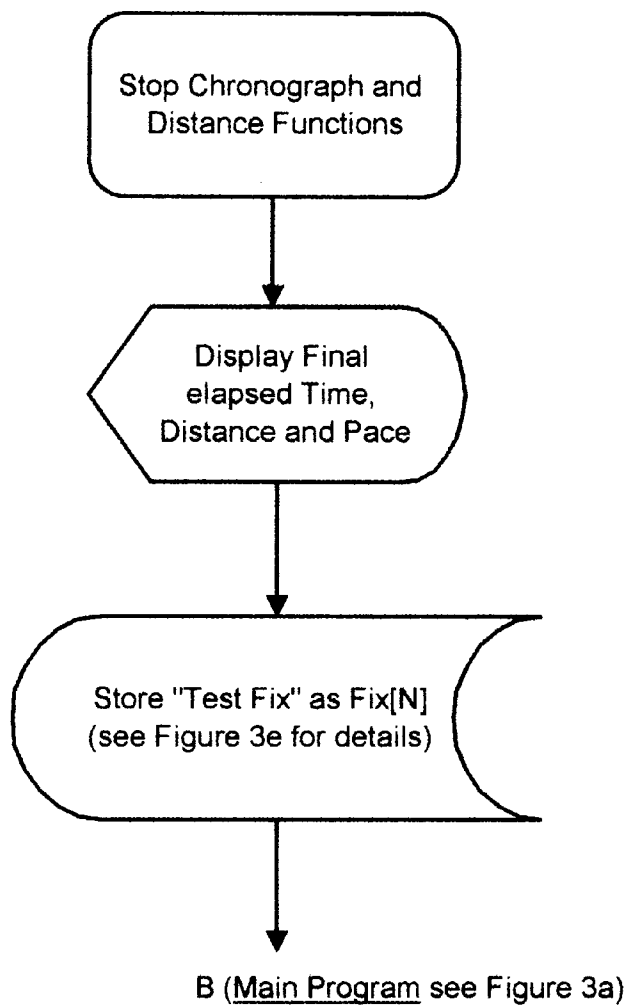 Stop Chronograph and
Distance Functions
Display Final
elapsed Time,
Distance and Pace
Store "Test Fix" as Fix[N]
(see Figure 3e for details)
B (Main Program see Figure 3a)